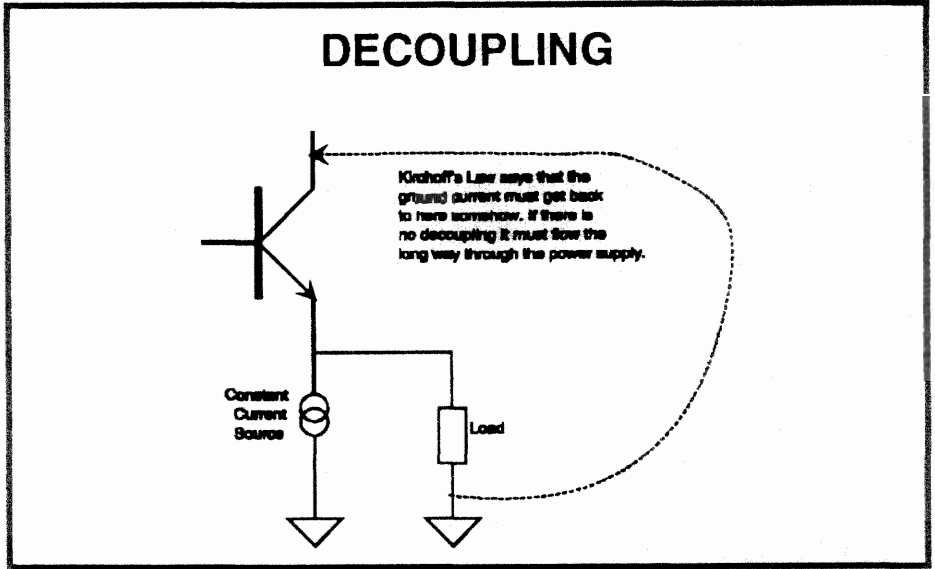 DECOUPLING
Kirchoff's Law says that the
ground current must get back
to here somehow. If there is
no decoupling it must flow the
long way through the power supply.
Constant
Current
Source
Load